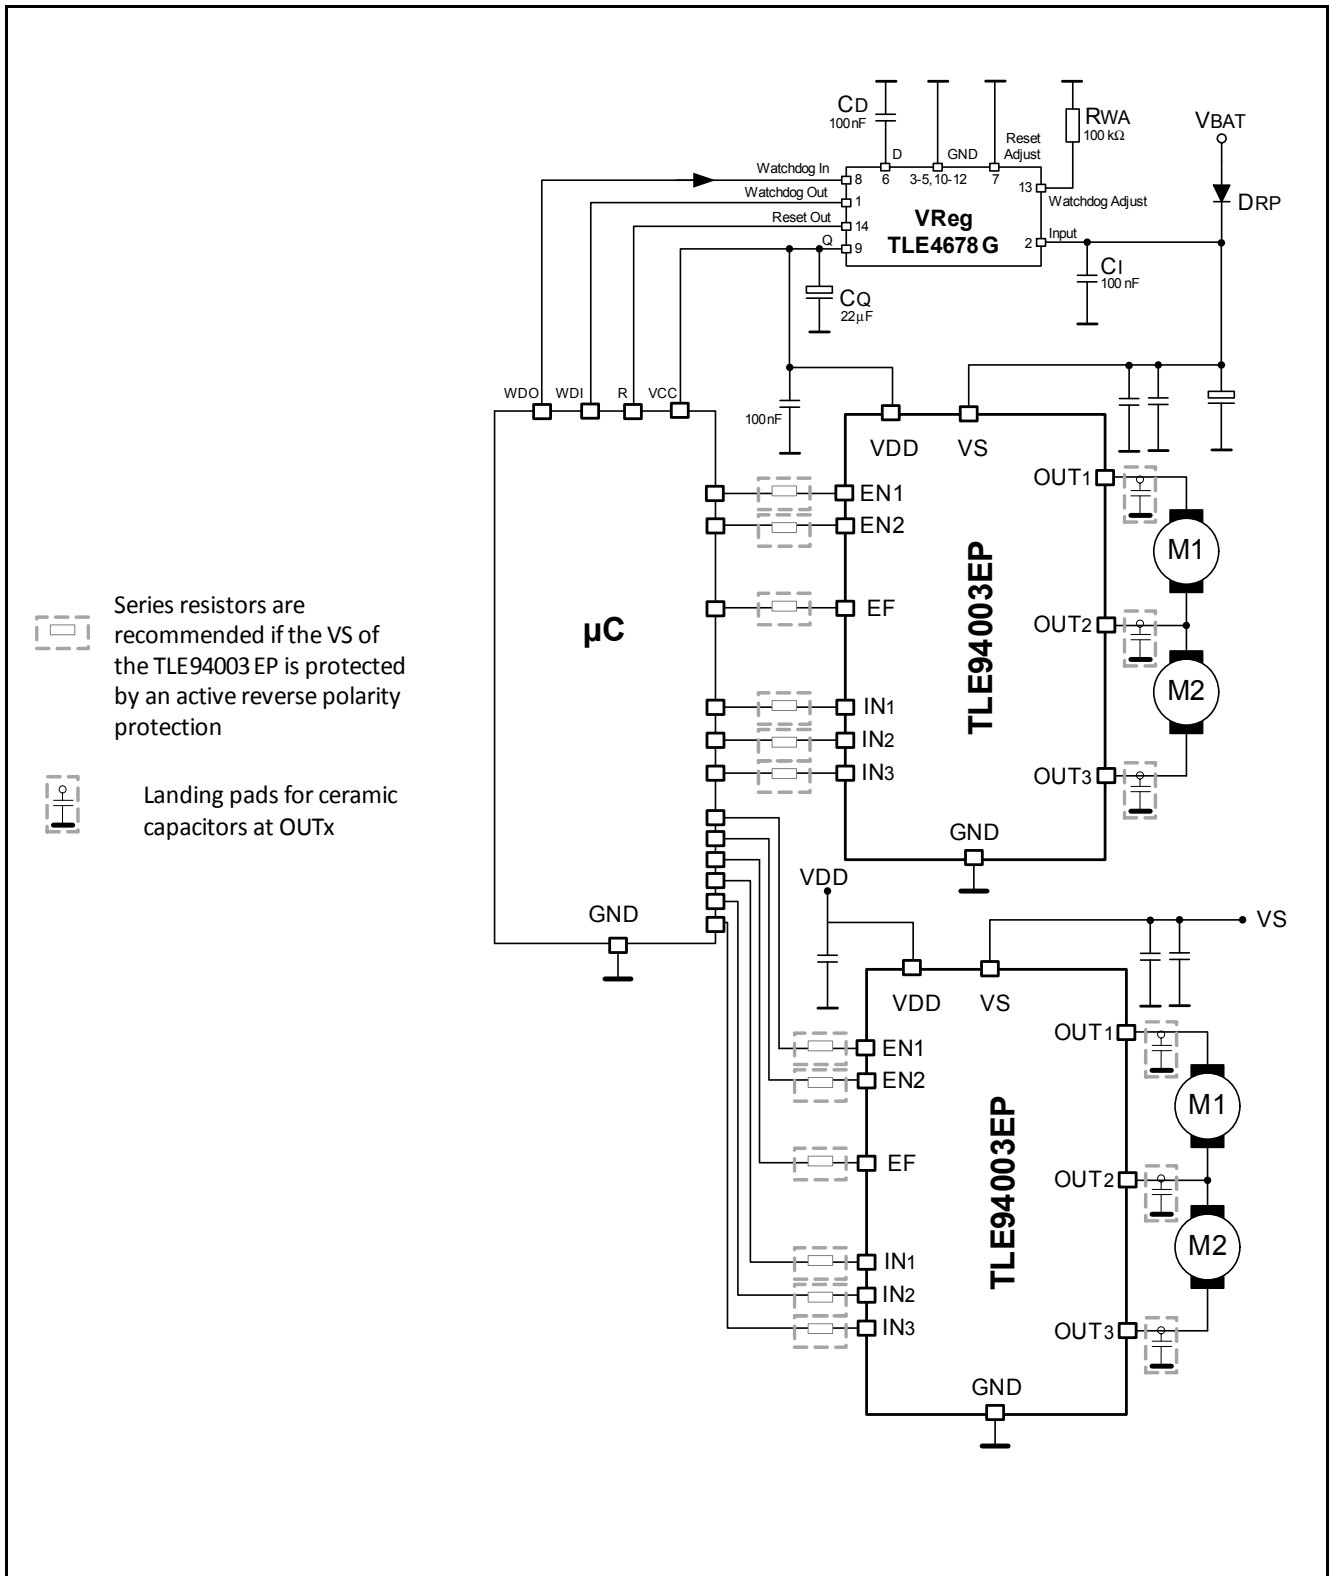 CD
100nF
RWA
100 kΩ
VBAT
D
GND
Reset
Adjust
Watchdog In
8
6
3-5, 10-12
7
13
Watchdog Out
1
Watchdog Adjust
DRP
Reset Out
14
VReg
TLE4678 G
Q
9
2
Input
CI
100 nF
CQ
22µF
WDO
WDI
R
VCC
100nF
VDD
VS
OUT1
EN1
EN2
M1
TLE94003EP
Series resistors are
recommended if the VS of
the TLE94003 EP is protected
by an active reverse polarity
protection
µC
EF
OUT2
M2
IN1
IN2
IN3
OUT3
Landing pads for ceramic
capacitors at OUTx
GND
VDD
GND
VS
VDD
VS
OUT1
EN1
EN2
M1
TLE94003EP
EF
OUT2
M2
IN1
IN2
IN3
OUT3
GND